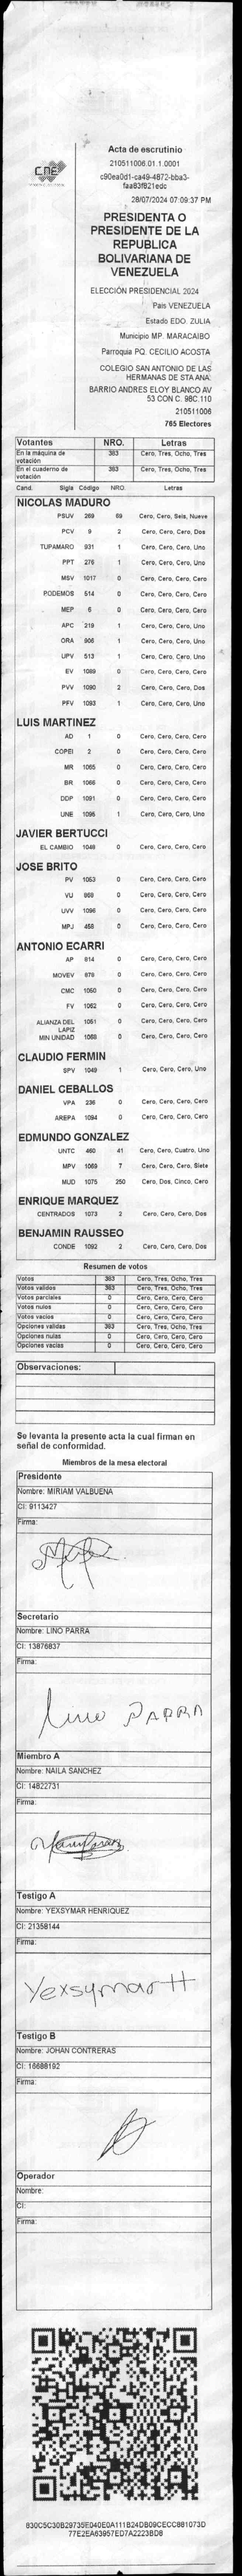 CNE
Acta de escrutinio
210511006.01.1.0001
c90ea0d1-ca49-4872-bba3-
faa83f821edc
28/07/2024 07:09:37 PM
PRESIDENTA O
PRESIDENTE DE LA
REPUBLICA
BOLIVARIANA DE
VENEZUELA
ELECCIÓN PRESIDENCIAL 2024
Pais VENEZUELA
Estado EDO. ZULIA
Municipio MP. MARACAIBO
Parroquia PQ. CECILIO ACOSTA
COLEGIO SAN ANTONIO DE LAS
HERMANAS DE STA ANA.
BARRIO ANDRES ELOY BLANCO AV
53 CON C. 98C.110
210511006
765 Electores
Votantes NRO. Letras
En la máquina de votación 383 Cero, Tres, Ocho, Tres
En el cuaderno de votación 383 Cero, Tres, Ocho, Tres
Cand. Sigla Código NRO. Letras
NICOLAS MADURO
PSUV 269 69 Cero, Cero, Seis, Nueve
PCV 9 2 Cero, Cero, Cero, Dos
TUPAMARO 931 1 Cero, Cero, Cero, Uno
PPT 276 1 Cero, Cero, Cero, Uno
MSV 1017 0 Cero, Cero, Cero, Cero
PODEMOS 514 0 Cero, Cero, Cero, Cero
MEP 6 0 Cero, Cero, Cero, Cero
APC 219 1 Cero, Cero, Cero, Uno
ORA 906 1 Cero, Cero, Cero, Uno
UPV 513 1 Cero, Cero, Cero, Uno
EV 1089 0 Cero, Cero, Cero, Cero
PVV 1090 2 Cero, Cero, Cero, Dos
PFV 1093 1 Cero, Cero, Cero, Uno
LUIS MARTINEZ
AD 1 0 Cero, Cero, Cero, Cero
COPEI 2 0 Cero, Cero, Cero, Cero
MR 1065 0 Cero, Cero, Cero, Cero
BR 1066 0 Cero, Cero, Cero, Cero
DDP 1091 0 Cero, Cero, Cero, Cero
UNE 1095 1 Cero, Cero, Cero, Uno
JAVIER BERTUCCI
EL CAMBIO 1048 0 Cero, Cero, Cero, Cero
JOSE BRITO
PV 1053 0 Cero, Cero, Cero, Cero
VU 869 0 Cero, Cero, Cero, Cero
UVV 1096 0 Cero, Cero, Cero, Cero
MPJ 458 0 Cero, Cero, Cero, Cero
ANTONIO ECARRI
AP 814 0 Cero, Cero, Cero, Cero
MOVEV 878 0 Cero, Cero, Cero, Cero
CMC 1050 0 Cero, Cero, Cero, Cero
FV 1062 0 Cero, Cero, Cero, Cero
ALIANZA DEL LAPIZ 1051 0 Cero, Cero, Cero, Cero
MIN UNIDAD 1069 0 Cero, Cero, Cero, Cero
CLAUDIO FERMIN
SPV 1049 1 Cero, Cero, Cero, Uno
DANIEL CEBALLOS
VPA 236 0 Cero, Cero, Cero, Cero
AREPA 1094 0 Cero, Cero, Cero, Cero
EDMUNDO GONZALEZ
UNTC 460 41 Cero, Cero, Cuatro, Uno
MPV 1069 7 Cero, Cero, Cero, Siete
MUD 1075 250 Cero, Dos, Cinco, Cero
ENRIQUE MARQUEZ
CENTRADOS 1073 2 Cero, Cero, Cero, Dos
BENJAMIN RAUSSEO
CONDE 1092 2 Cero, Cero, Cero, Dos
Resumen de votos
Votos 383 Cero, Tres, Ocho, Tres
Votos validos 383 Cero, Tres, Ocho, Tres
Votos parciales 0 Cero, Cero, Cero, Cero
Votos nulos 0 Cero, Cero, Cero, Cero
Votos vacios 0 Cero, Cero, Cero, Cero
Opciones validas 383 Cero, Tres, Ocho, Tres
Opciones nulas 0 Cero, Cero, Cero, Cero
Opciones vacias 0 Cero, Cero, Cero, Cero
Observaciones:
Se levanta la presente acta la cual firman en
señal de conformidad.
Miembros de la mesa electoral
Presidente
Nombre: MIRIAM VALBUENA
CI: 9113427
Firma:
Secretario
Nombre: LINO PARRA
CI: 13876837
Firma:
Lino PARRA
Miembro A
Nombre: NAILA SANCHEZ
CI: 14822731
Firma:
Testigo A
Nombre: YEXSYMAR HENRIQUEZ
CI: 21358144
Firma:
Yexsymar H
Testigo B
Nombre: JOHAN CONTRERAS
CI: 16688192
Firma:
Operador
Nombre:
CI:
Firma:
830C5C30B29735E040E0A111B24DB09CECC881073D
77E2EA63957ED7A2223BD8